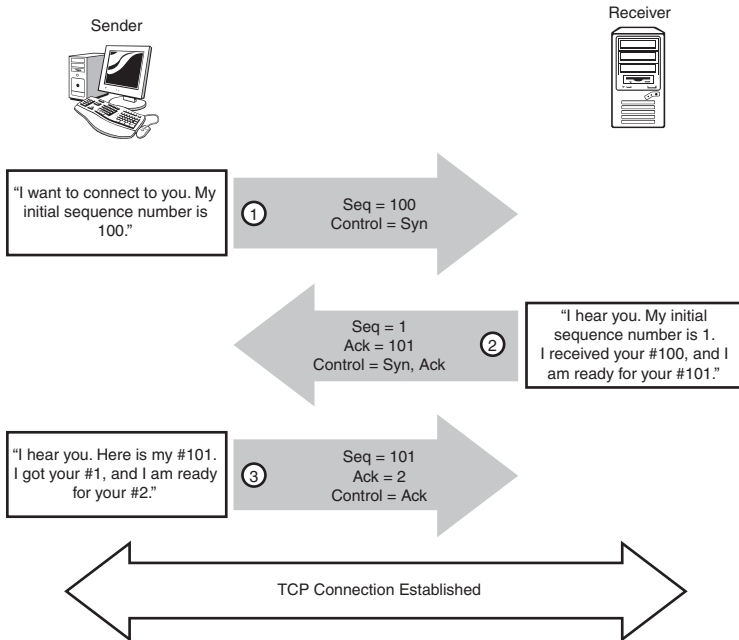 Sender
Receiver
“I want to connect to you. My
initial sequence number is
100.”
1
Seq = 100
Control = Syn
Seq = 1
Ack = 101
Control = Syn, Ack
2
“I hear you. My initial
sequence number is 1.
I received your #100, and I
am ready for your #101.”
“I hear you. Here is my #101.
I got your #1, and I am ready
for your #2.”
3
Seq = 101
Ack = 2
Control = Ack
TCP Connection Established